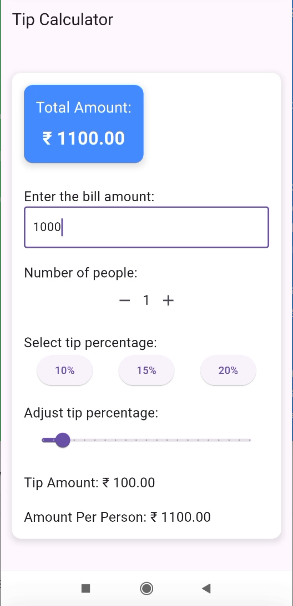 Tip Calculator
Total Amount:
₹ 1100.00
Enter the bill amount:
1000
Number of people:
— 1 +
Select tip percentage:
10% 15% 20%
Adjust tip percentage:
Tip Amount: ₹ 100.00
Amount Per Person: ₹ 1100.00